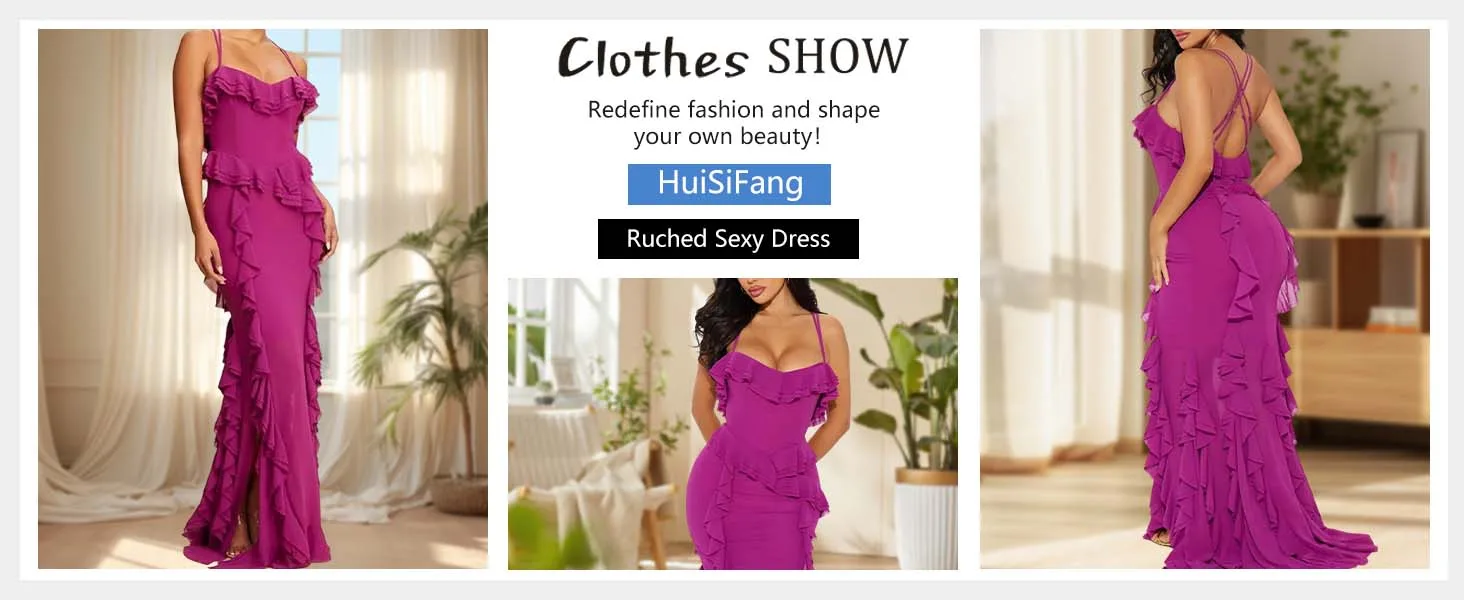 Clothes SHOW
Redefine fashion and shape
your own beauty!
HuiSiFang
Ruched Sexy Dress